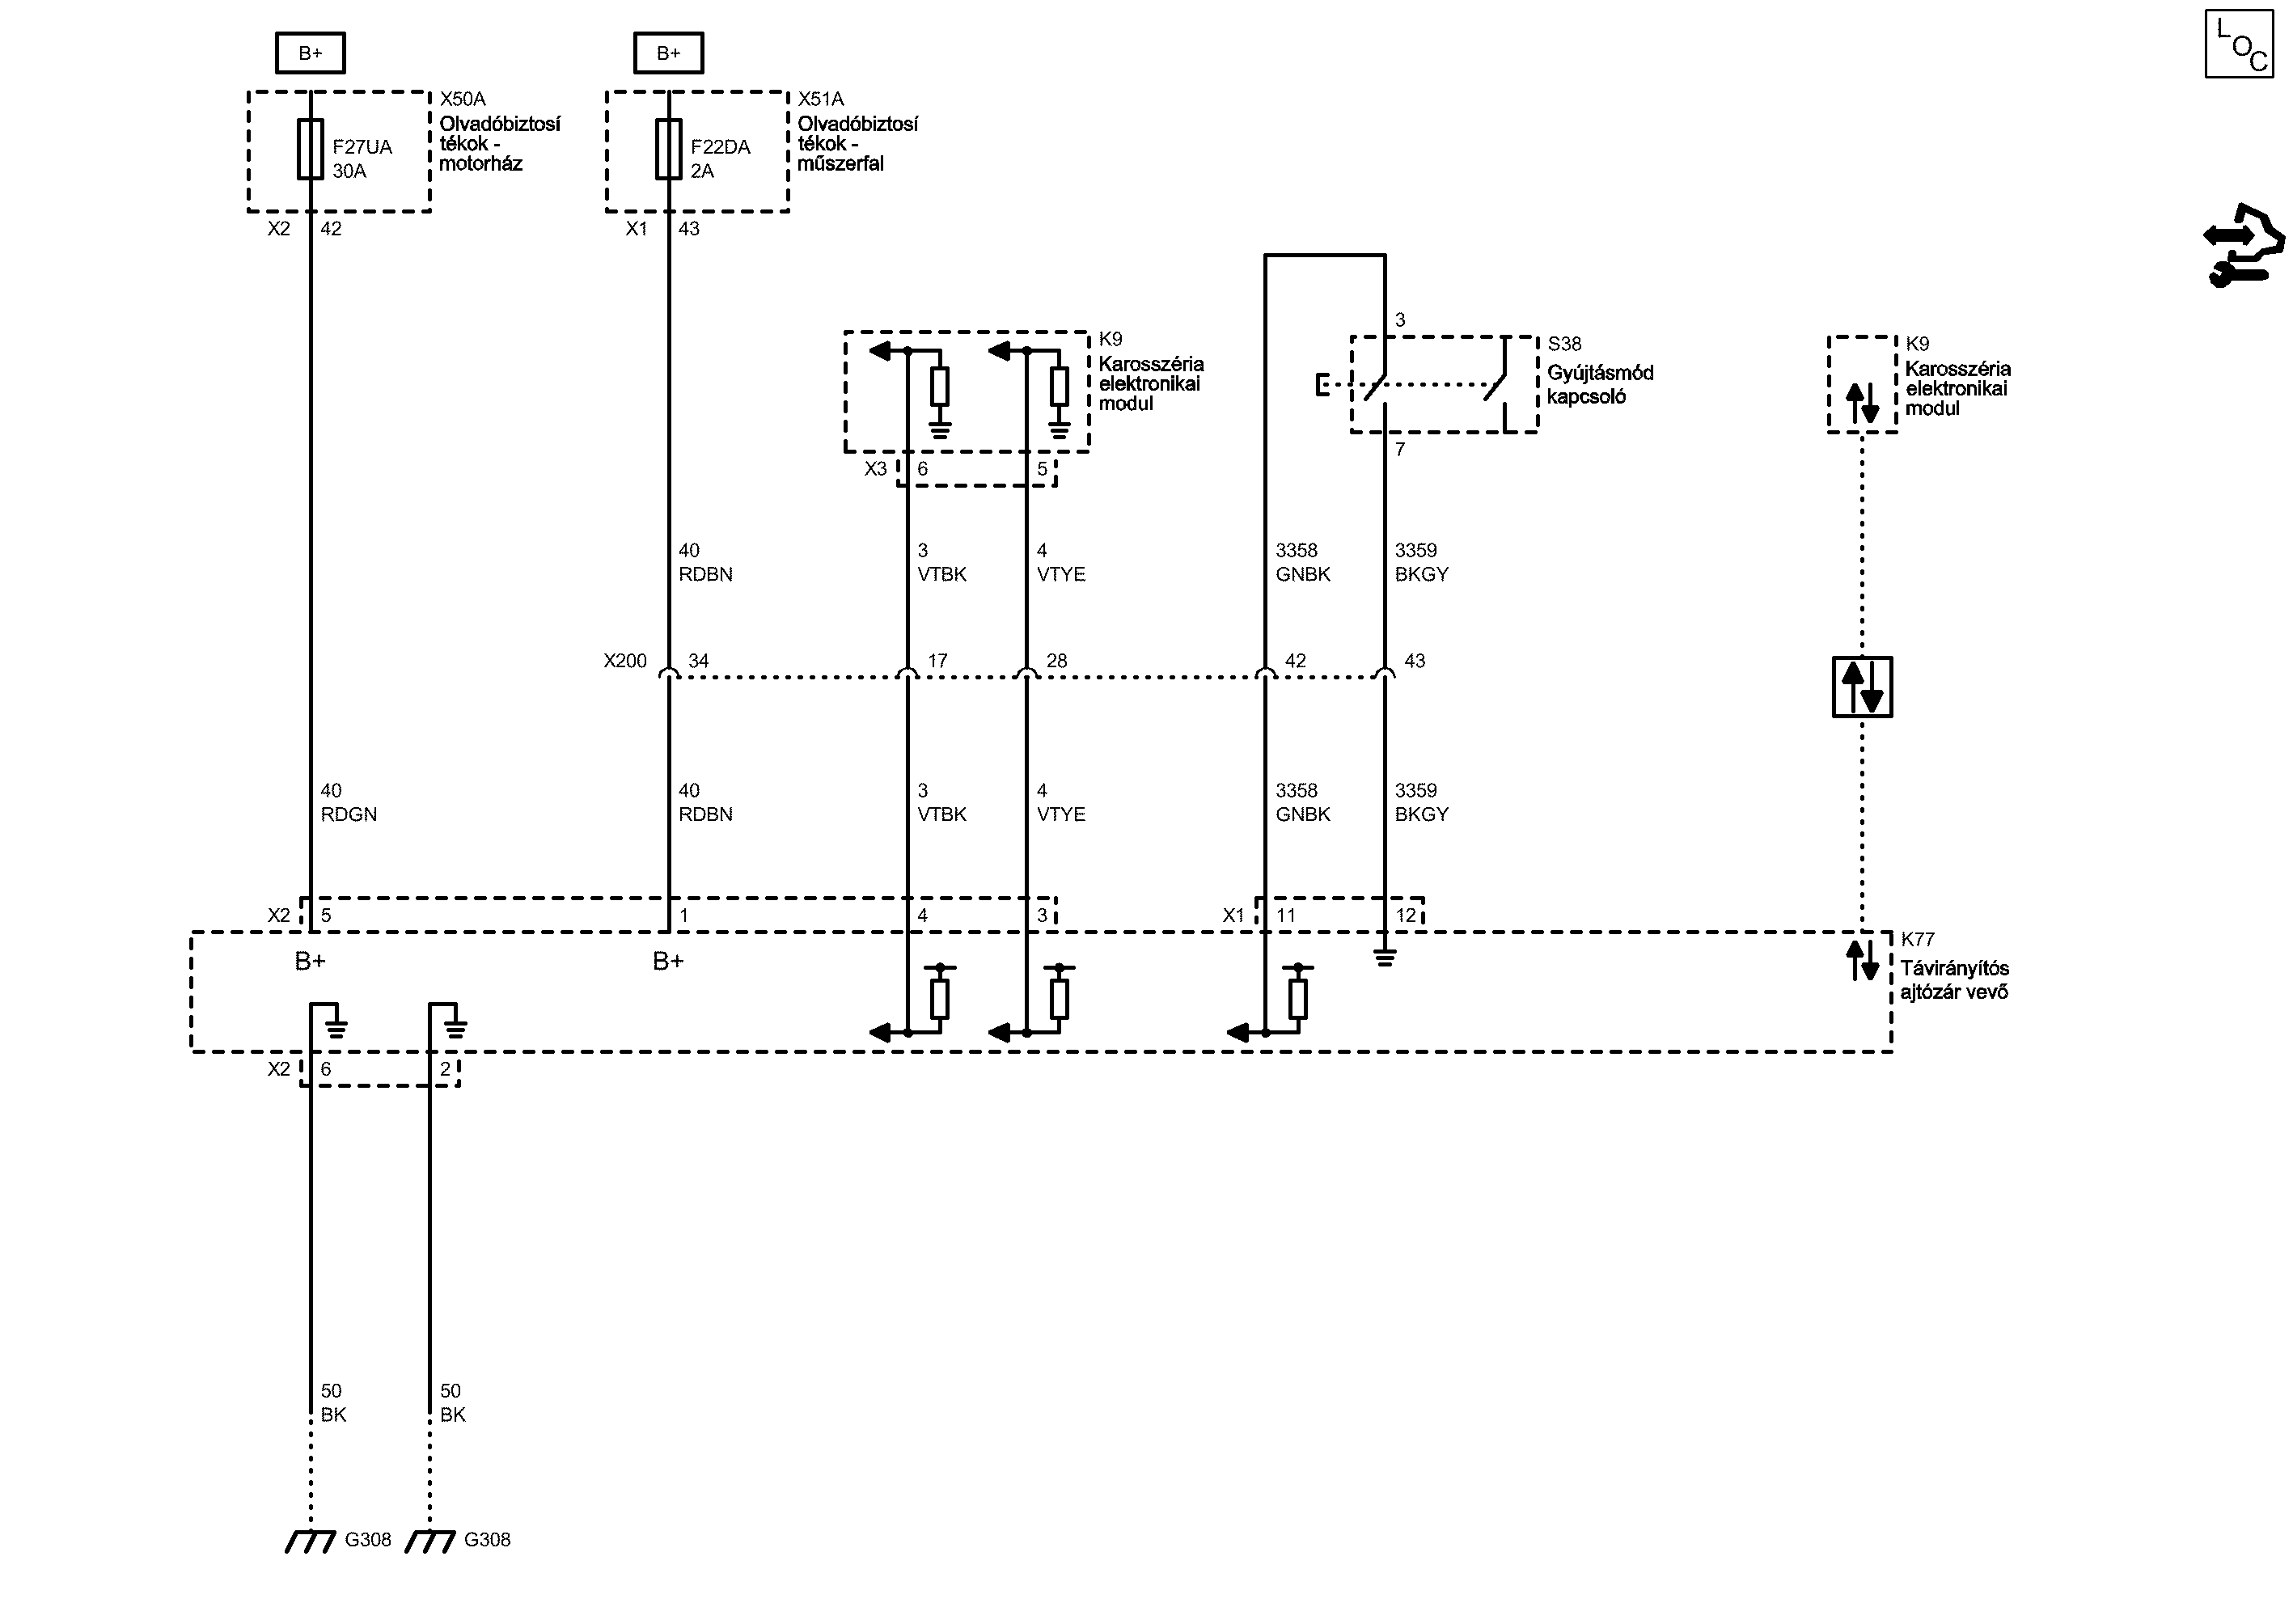 LOC
B+
B+
X50A
Olvadóbiztosí
tékok -
motorház
F27UA
30A
X2 42
X51A
Olvadóbiztosí
tékok -
műszerfal
F22DA
2A
X1 43
K9
Karosszéria
elektronikai
modul
X3 6 5
3
S38
Gyújtásmód
kapcsoló
7
K9
Karosszéria
elektronikai
modul
40 3 4 3358 3359
RDBN VTBK VTYE GNBK BKGY
X200 34 17 28 42 43
40 40 3 4 3358 3359
RDGN RDBN VTBK VTYE GNBK BKGY
X2 5 1 4 3 X1 11 12
B+ B+
K77
Távirányítós
ajtózár vevő
X2 6 2
50 50
BK BK
G308 G308